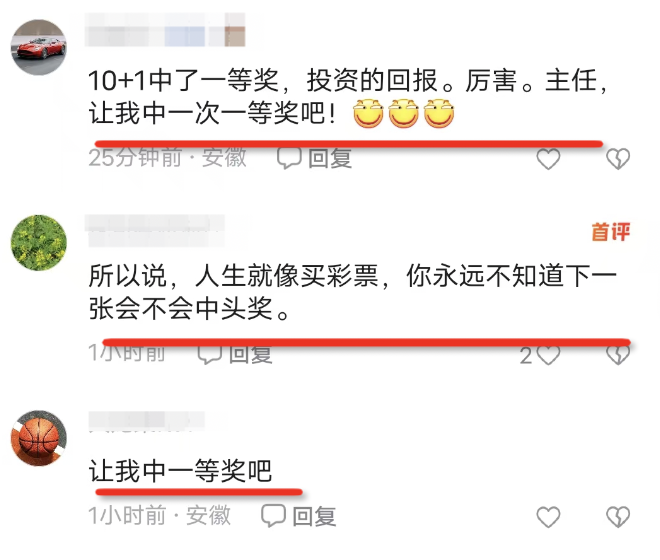 10+1中了一等奖，投资的回报。厉害。主任，
让我中一次一等奖吧！
25分钟前·安徽 回复
首评
所以说，人生就像买彩票，你永远不知道下一
张会不会中头奖。
1小时前 回复 2
让我中一等奖吧
1小时前·安徽 回复